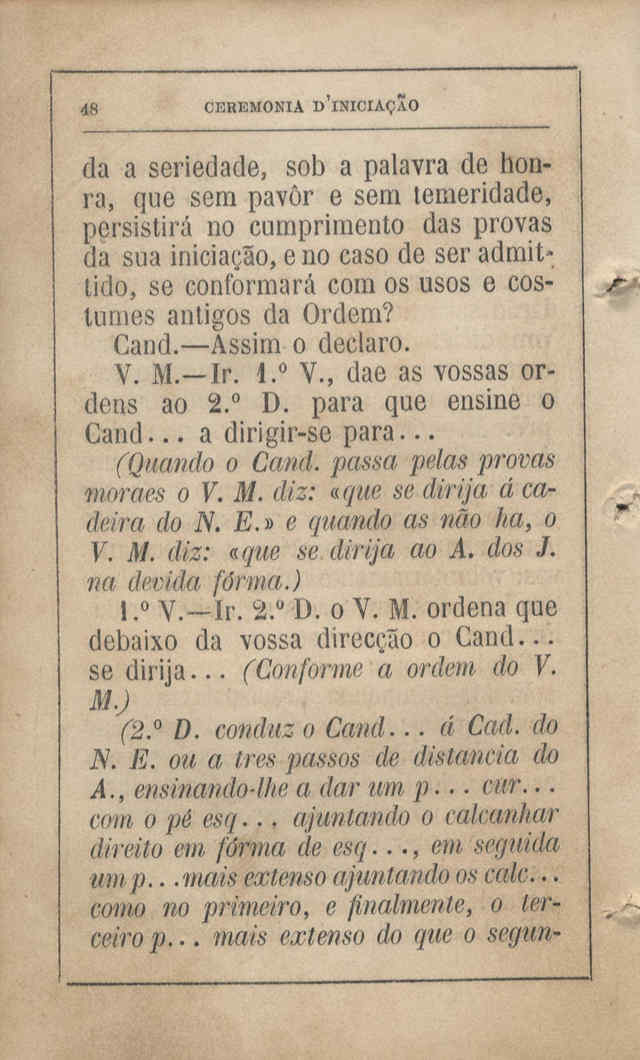 48 CEREMONIA D'INICIAÇÃO
da a seriedade, sob a palavra de hon-
ra, que sem pavôr e sem temeridade,
persistirá no cumprimento das provas
da sua iniciação, e no caso de ser admit-
tido, se conformará com os usos e cos-
tumes antigos da Ordem?
Cand.—Assim o declaro.
V. M.—Ir. 1.º V., dae as vossas or-
dens ao 2.º D. para que ensine o
Cand... a dirigir-se para...
(Quando o Cand. passa pelas provas
moraes o V. M. diz: «que se dirija á ca-
deira do N. E.» e quando as não ha, o
V. M. diz: «que se dirija ao A. dos J.
na devida fórma.)
1.º V.—Ir. 2.º D. o V. M. ordena que
debaixo da vossa direcção o Cand...
se dirija... (Conforme a ordem do V.
M.)
(2.º D. conduz o Cand... á Cad. do
N. E. ou a tres passos de distancia do
A., ensinando-lhe a dar um p... cur...
com o pé esq... ajuntando o calcanhar
direito em fórma de esq..., em seguida
um p...mais extenso ajuntando os calc...
como no primeiro, e finalmente, o ter-
ceiro p... mais extenso do que o segun-